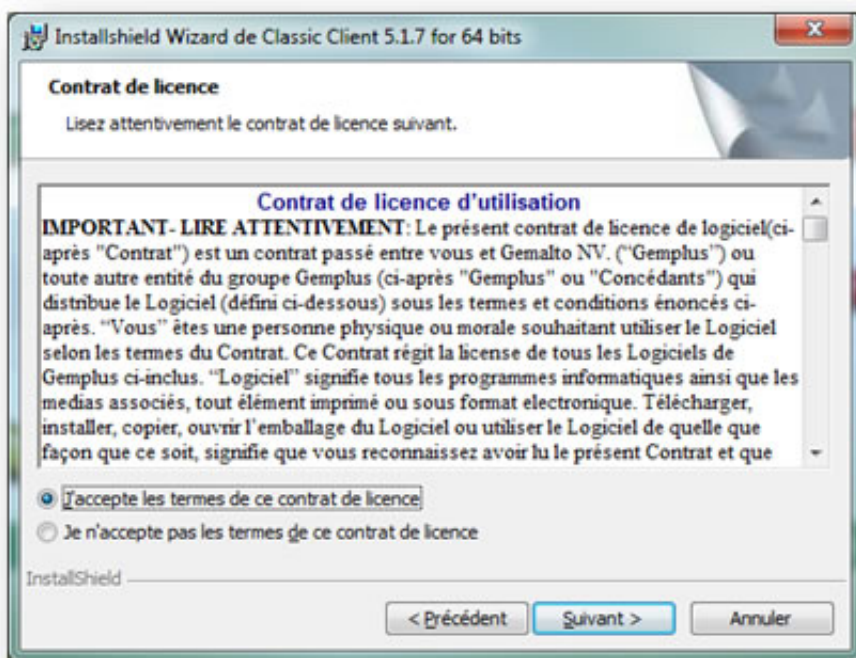 Installshield Wizard de Classic Client 5.1.7 for 64 bits
Contrat de licence
Lisez attentivement le contrat de licence suivant.
Contrat de licence d'utilisation
IMPORTANT- LIRE ATTENTIVEMENT: Le présent contrat de licence de logiciel(ci-
après "Contrat") est un contrat passé entre vous et Gemalto NV. ("Gemplus") ou
toute autre entité du groupe Gemplus (ci-après "Gemplus" ou "Concédants") qui
distribue le Logiciel (défini ci-dessous) sous les termes et conditions énoncés ci-
après. "Vous" êtes une personne physique ou morale souhaitant utiliser le Logiciel
selon les termes du Contrat. Ce Contrat régit la license de tous les Logiciels de
Gemplus ci-inclus. "Logiciel" signifie tous les programmes informatiques ainsi que les
medias associés, tout élément imprimé ou sous format electronique. Télécharger,
installer, copier, ouvrir l'emballage du Logiciel ou utiliser le Logiciel de quelle que
façon que ce soit, signifie que vous reconnaissez avoir lu le présent Contrat et que
J'accepte les termes de ce contrat de licence
Je n'accepte pas les termes de ce contrat de licence
InstallShield
< Précédent
Suivant >
Annuler